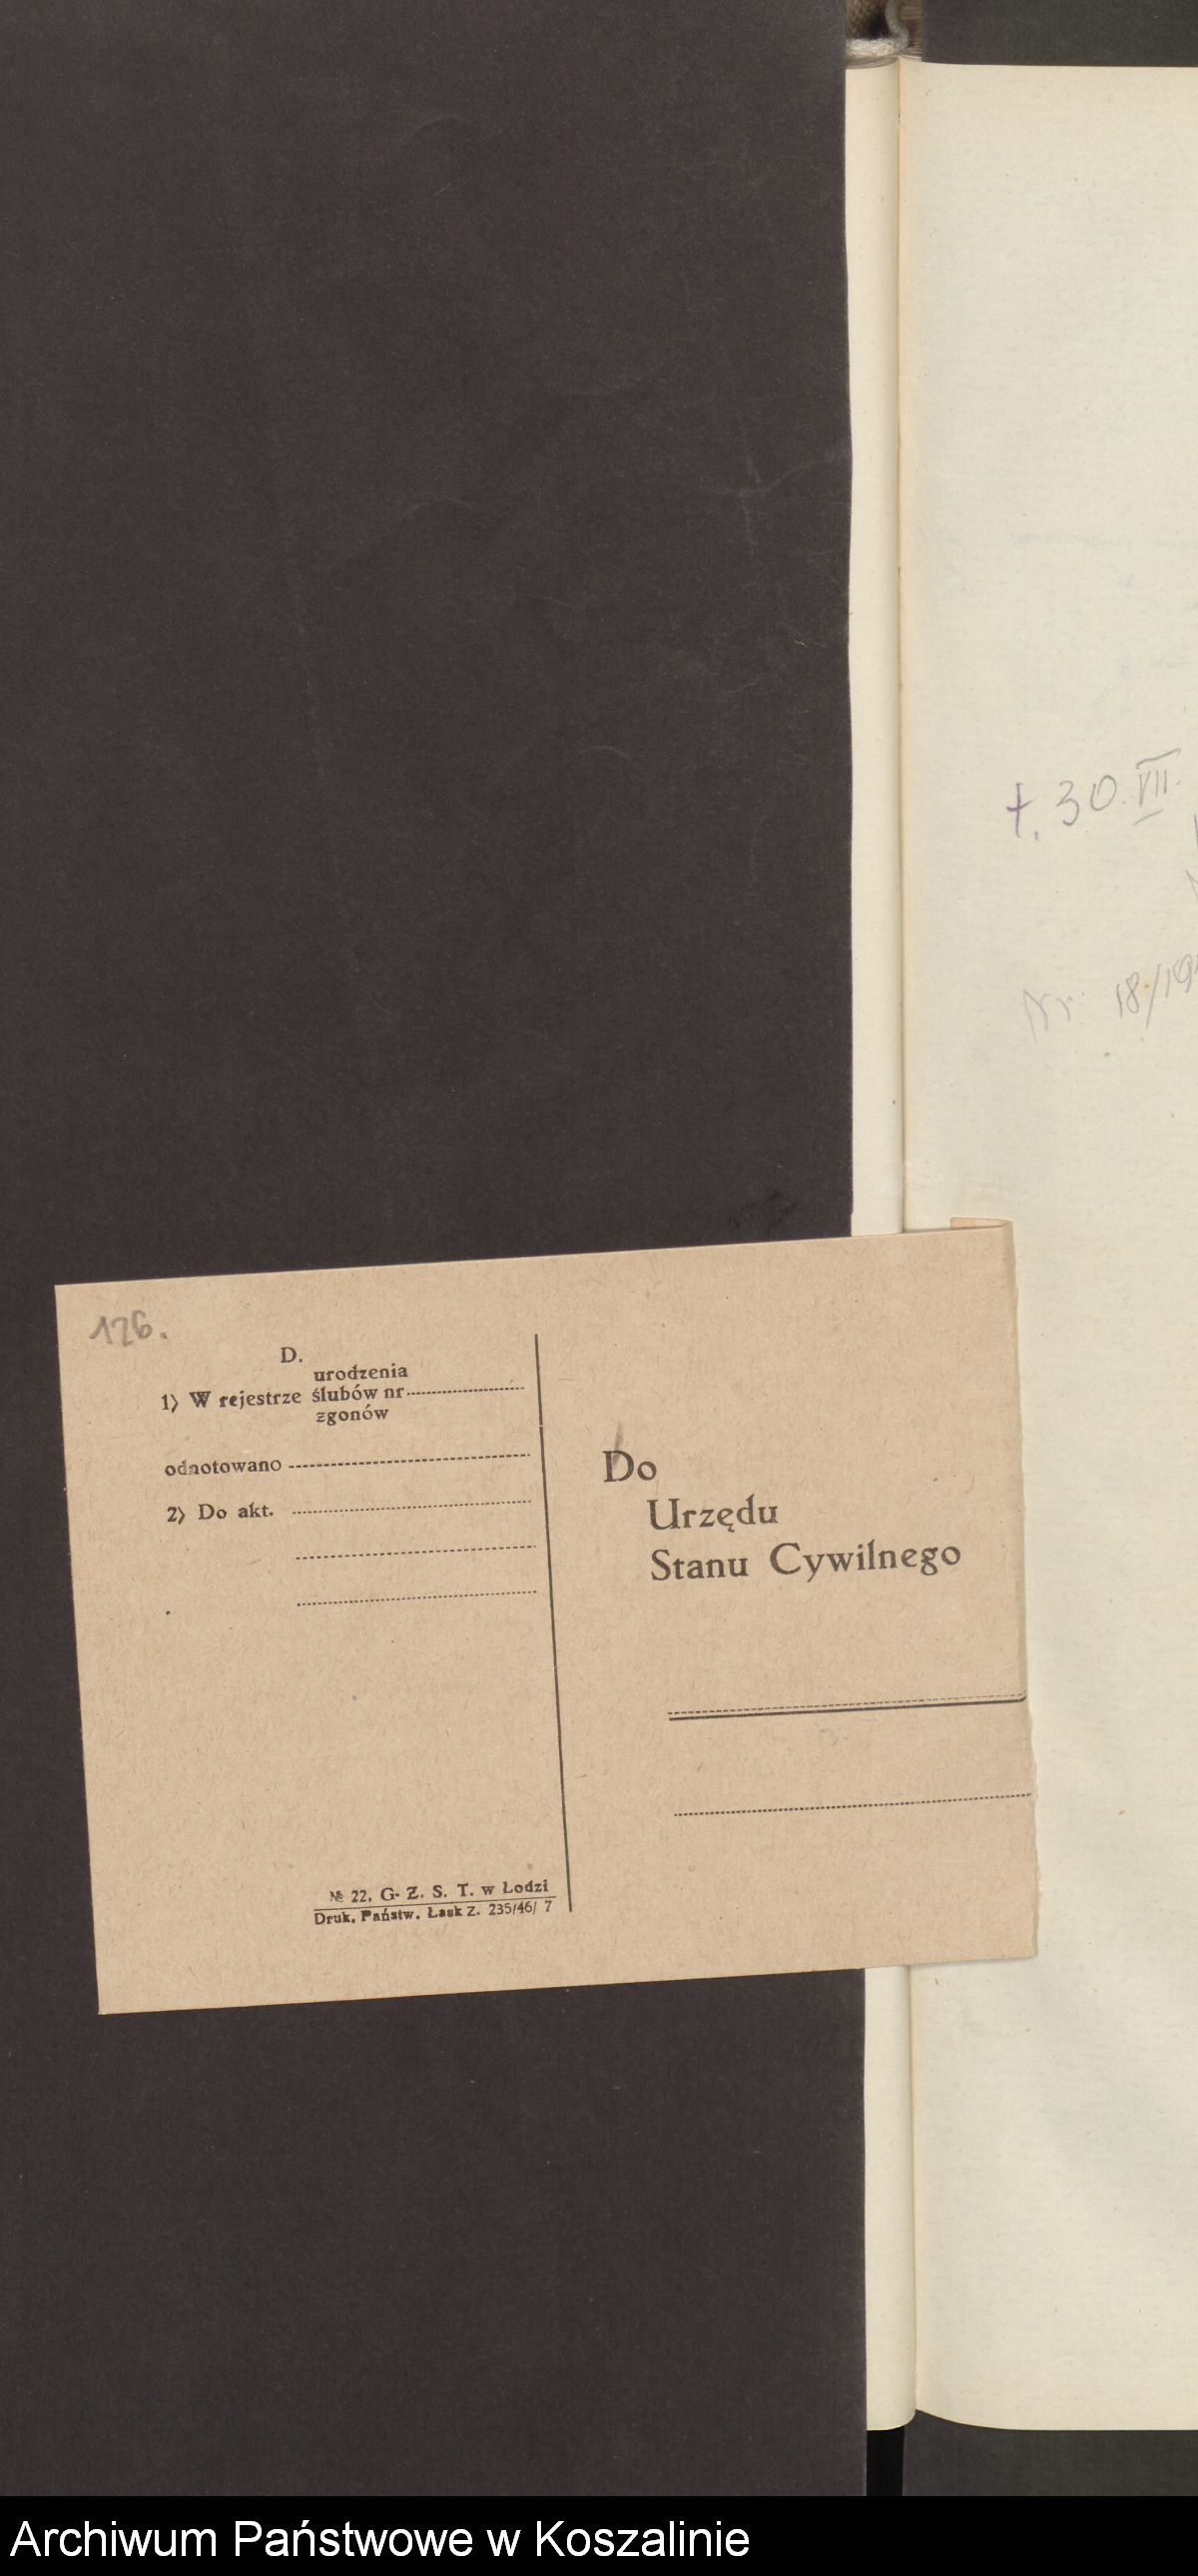 126.
D.
urodzenia
1) W rejestrze ślubów nr
zgonów
odnotowano
2) Do akt.
Do
Urzędu
Stanu Cywilnego
№ 22. G. Z. S. T. w Łodzi
Druk. Państw. Łask Z. 235/46/ 7
†. 30. VII.
Nr. 18/19
Archiwum Państwowe w Koszalinie